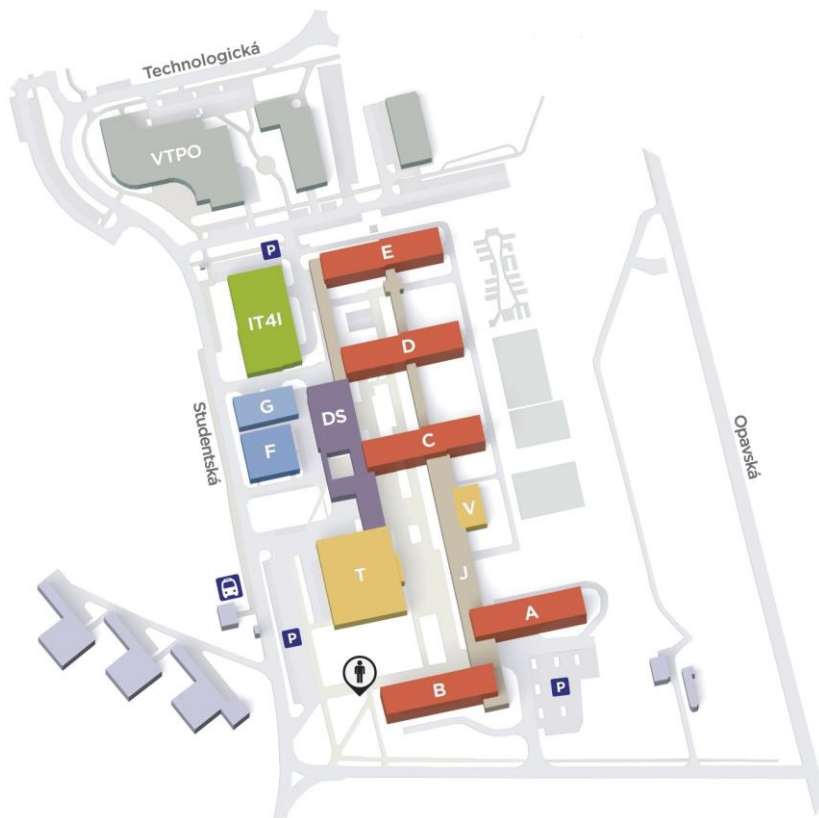 Technologická
VTPO
P
E
IT4I
D
G
DS
Studentská
C
F
Opavská
V
T
J
A
P
B
P